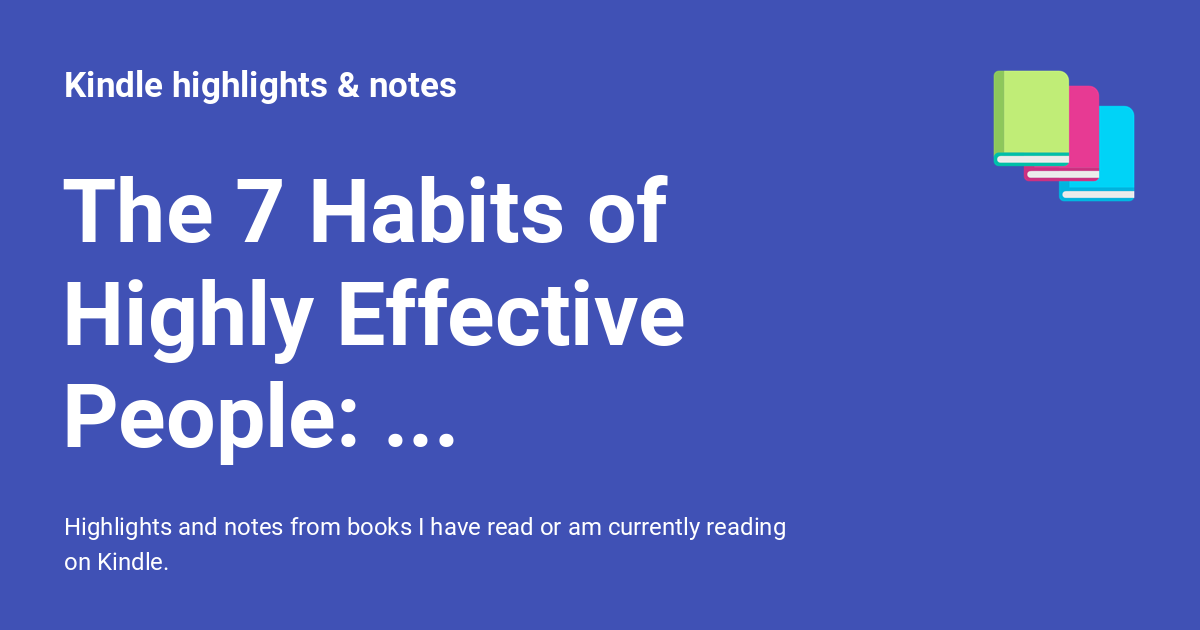 Kindle highlights & notes
The 7 Habits of
Highly Effective
People: ...
Highlights and notes from books I have read or am currently reading
on Kindle.